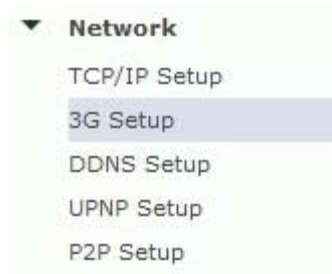 Network
TCP/IP Setup
3G Setup
DDNS Setup
UPNP Setup
P2P Setup